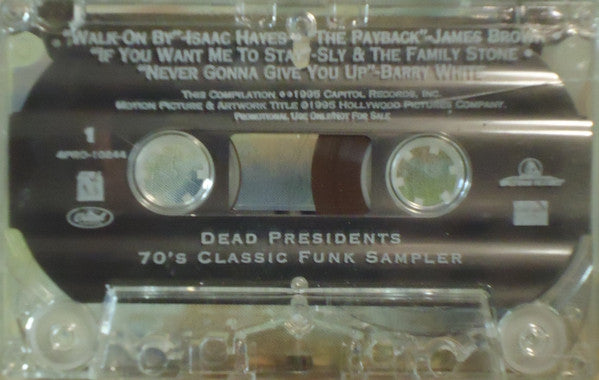 "Walk-On By"-Isaac Hayes • "The Payback"-James Brown •
"If You Want Me To Stay"-Sly & The Family Stone •
"Never Gonna Give You Up"-Barry White
This Compilation ℗©1995 Capitol Records, Inc.
Motion Picture & Artwork Title ©1995 Hollywood Pictures Company.
Promotional Use Only/Not For Sale
1
4PRO-10244
Capitol
Dead Presidents
70's Classic Funk Sampler